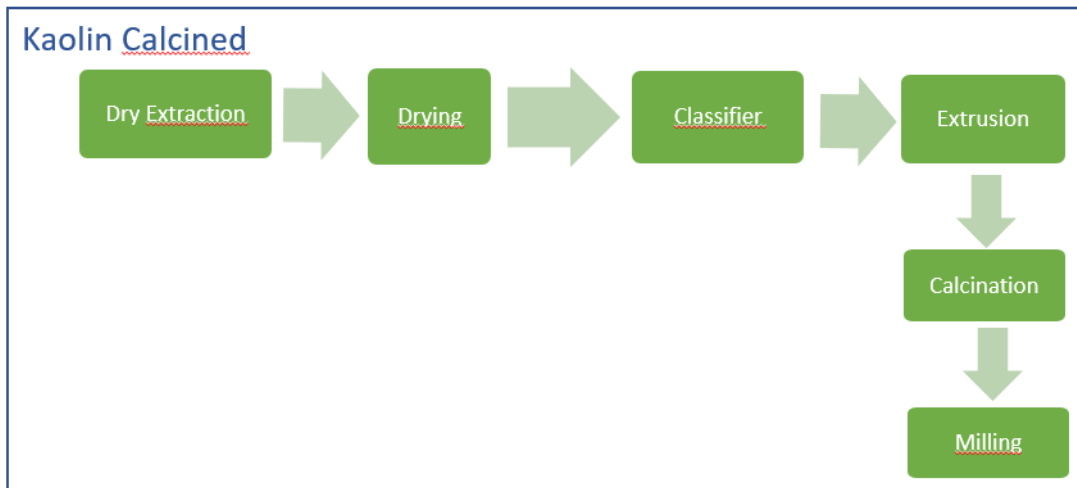 Kaolin Calcined
Dry Extraction
Drying
Classifier
Extrusion
Calcination
Milling